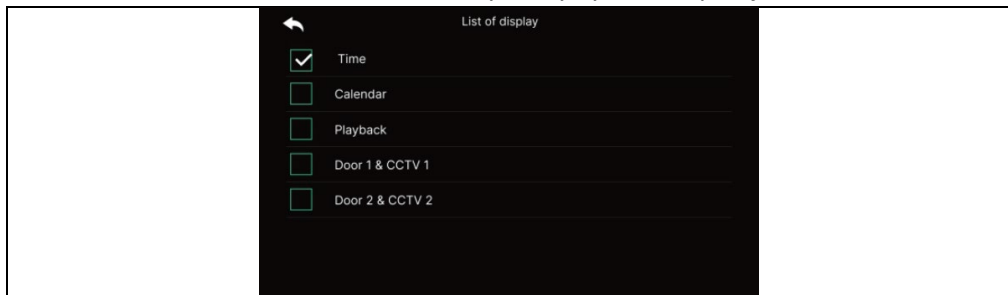 List of display
Time
Calendar
Playback
Door 1 & CCTV 1
Door 2 & CCTV 2